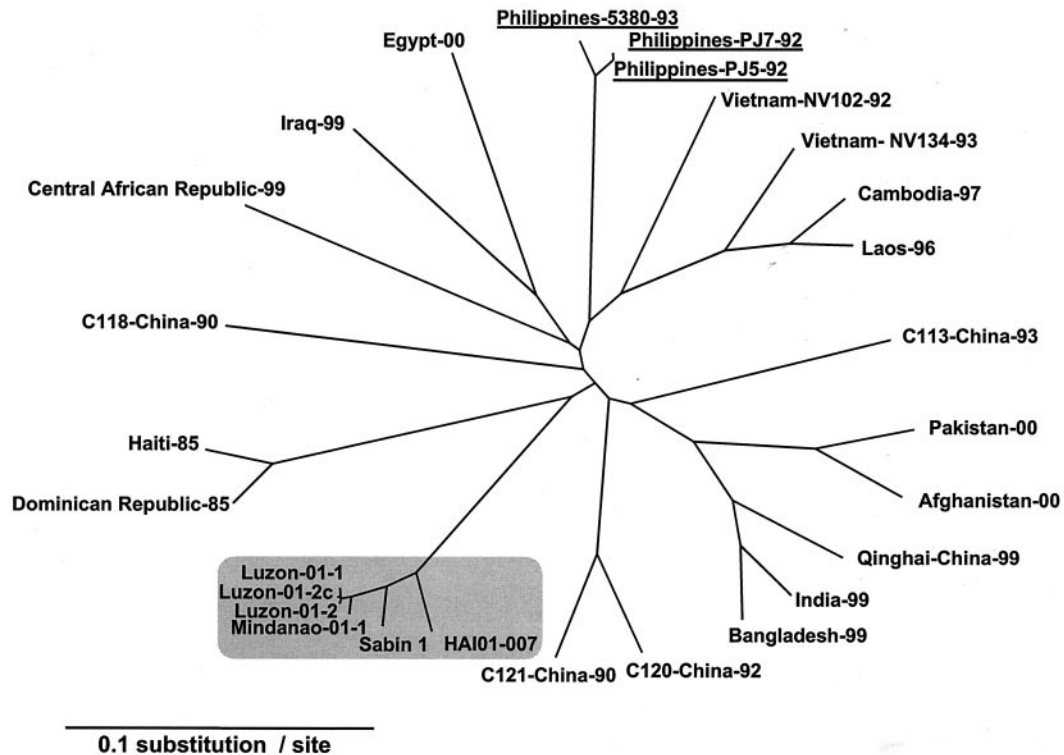 Philippines-5380-93
Egypt-00
Philippines-PJ7-92
Philippines-PJ5-92
Vietnam-NV102-92
Iraq-99
Vietnam- NV134-93
Central African Republic-99
Cambodia-97
Laos-96
C118-China-90
C113-China-93
Pakistan-00
Haiti-85
Dominican Republic-85
Afghanistan-00
Qinghai-China-99
Luzon-01-1
Luzon-01-2c
India-99
Luzon-01-2
Mindanao-01-1
Bangladesh-99
Sabin 1
HAI01-007
C121-China-90
C120-China-92
0.1 substitution / site